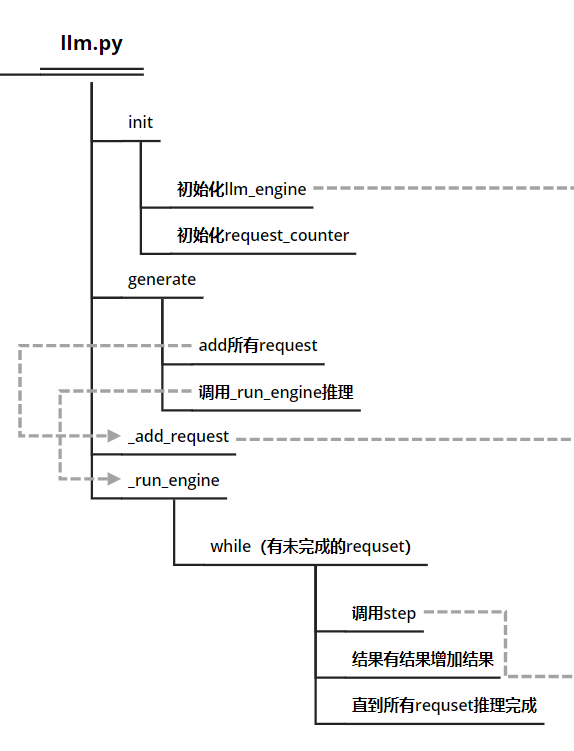 llm.py
init
初始化llm_engine
初始化request_counter
generate
add所有request
调用_run_engine推理
_add_request
_run_engine
while（有未完成的requset）
调用step
结果有结果增加结果
直到所有requset推理完成